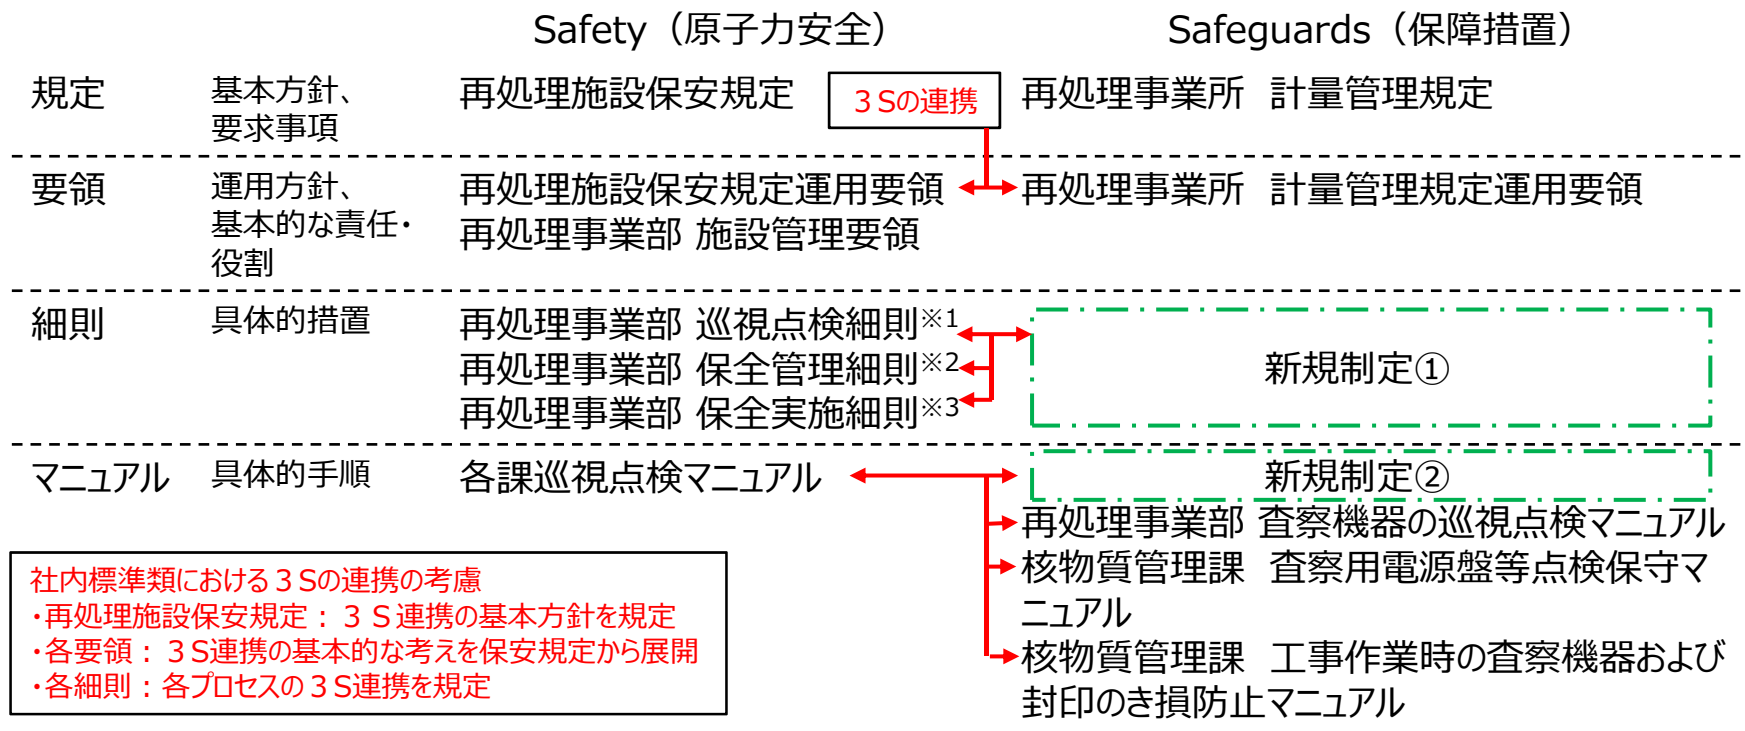 Safety（原子力安全）
Safeguards（保障措置）
規定
基本方針、
要求事項
再処理施設保安規定
３Sの連携
再処理事業所　計量管理規定
要領
運用方針、
基本的な責任・
役割
再処理施設保安規定運用要領
再処理事業部 施設管理要領
再処理事業所　計量管理規定運用要領
細則
具体的措置
再処理事業部 巡視点検細則※1
再処理事業部 保全管理細則※2
再処理事業部 保全実施細則※3
新規制定①
マニュアル
具体的手順
各課巡視点検マニュアル
新規制定②
再処理事業部 査察機器の巡視点検マニュアル
核物質管理課　査察用電源盤等点検保守マ
ニュアル
核物質管理課　工事作業時の査察機器および
封印のき損防止マニュアル
社内標準類における３Sの連携の考慮
・再処理施設保安規定：３Ｓ連携の基本方針を規定
・各要領：３S連携の基本的な考えを保安規定から展開
・各細則：各プロセスの３S連携を規定